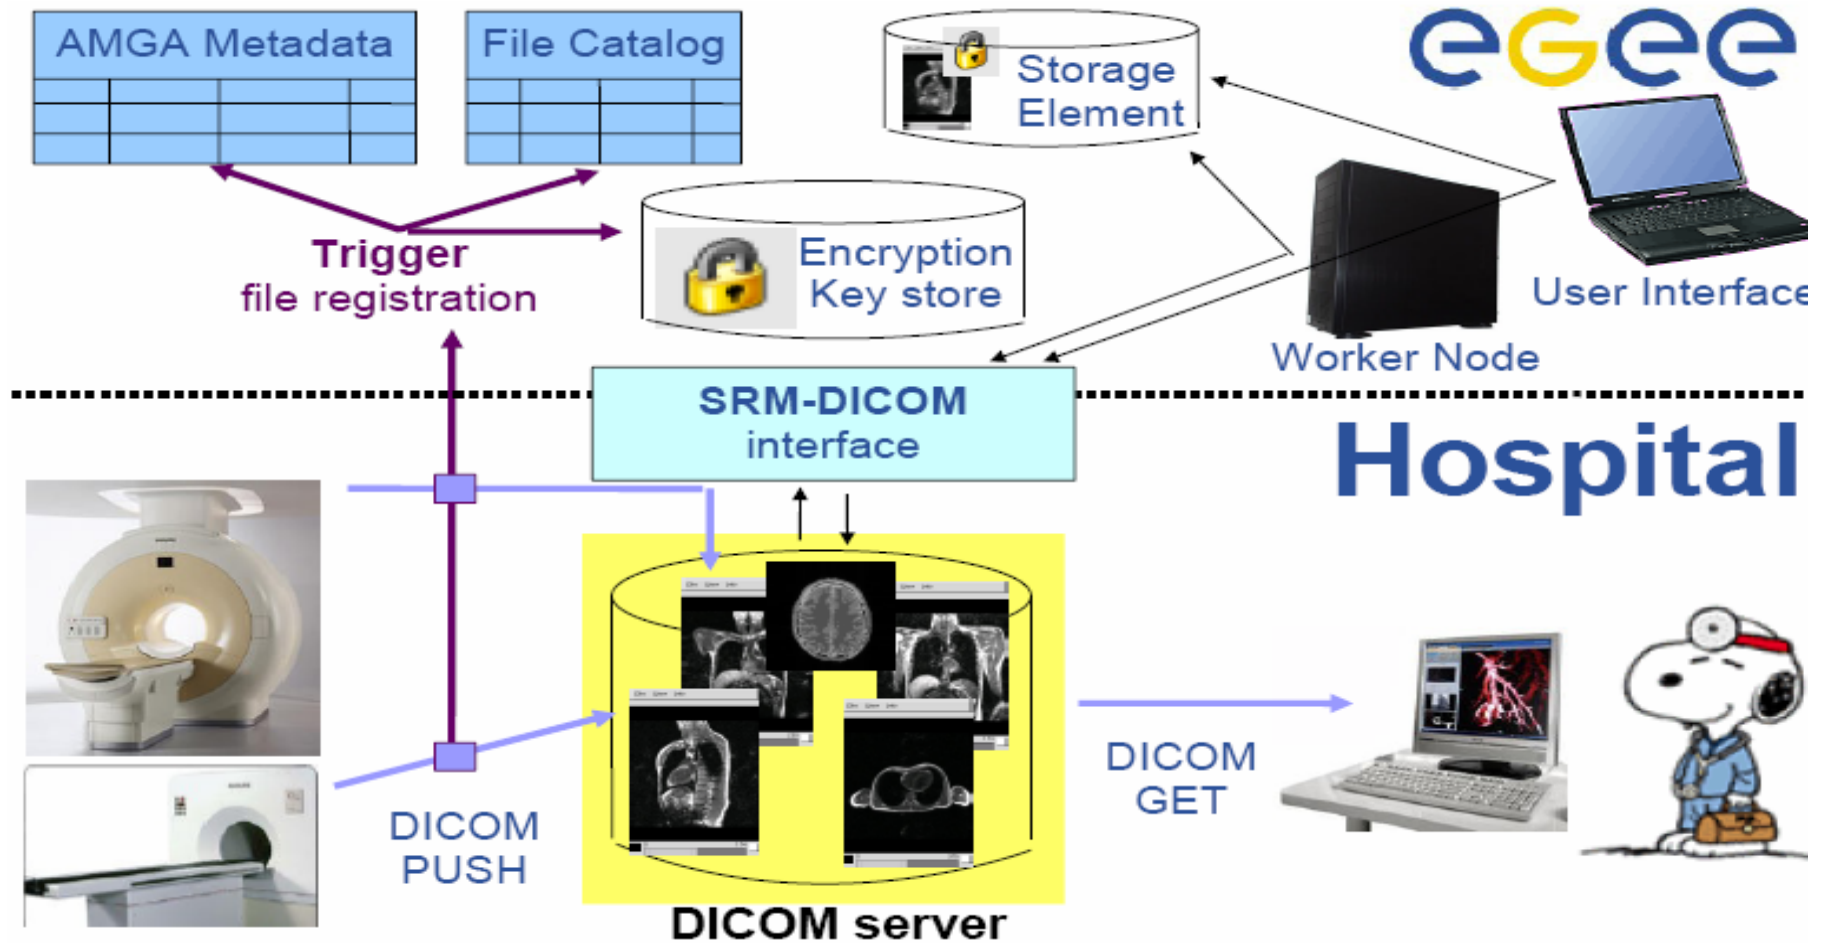 AMGA Metadata
File Catalog
Storage
Element
egee
Encryption
Key store
Trigger
file registration
User Interface
Worker Node
SRM-DICOM
interface
Hospital
DICOM
PUSH
DICOM
GET
DICOM server